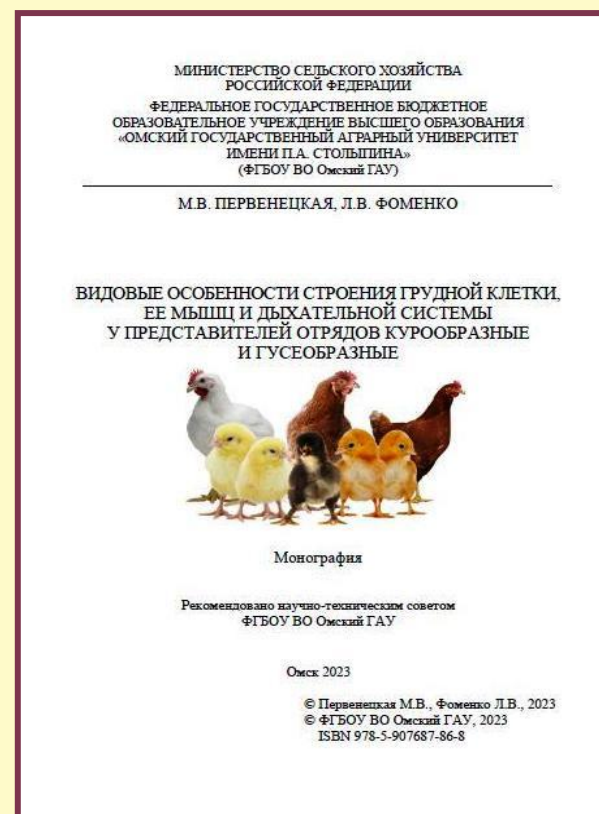 МИНИСТЕРСТВО СЕЛЬСКОГО ХОЗЯЙСТВА
РОССИЙСКОЙ ФЕДЕРАЦИИ
ФЕДЕРАЛЬНОЕ ГОСУДАРСТВЕННОЕ БЮДЖЕТНОЕ
ОБРАЗОВАТЕЛЬНОЕ УЧРЕЖДЕНИЕ ВЫСШЕГО ОБРАЗОВАНИЯ
«ОМСКИЙ ГОСУДАРСТВЕННЫЙ АГРАРНЫЙ УНИВЕРСИТЕТ
ИМЕНИ П.А. СТОЛЫПИНА»
(ФГБОУ ВО Омский ГАУ)
М.В. ПЕРВЕНЕЦКАЯ, Л.В. ФОМЕНКО
ВИДОВЫЕ ОСОБЕННОСТИ СТРОЕНИЯ ГРУДНОЙ КЛЕТКИ,
ЕЕ МЫШЦ И ДЫХАТЕЛЬНОЙ СИСТЕМЫ
У ПРЕДСТАВИТЕЛЕЙ ОТРЯДОВ КУРООБРАЗНЫЕ
И ГУСЕОБРАЗНЫЕ
Монография
Рекомендовано научно-техническим советом
ФГБОУ ВО Омский ГАУ
Омск 2023
© Первенецкая М.В., Фоменко Л.В., 2023
© ФГБОУ ВО Омский ГАУ, 2023
ISBN 978-5-907687-86-8